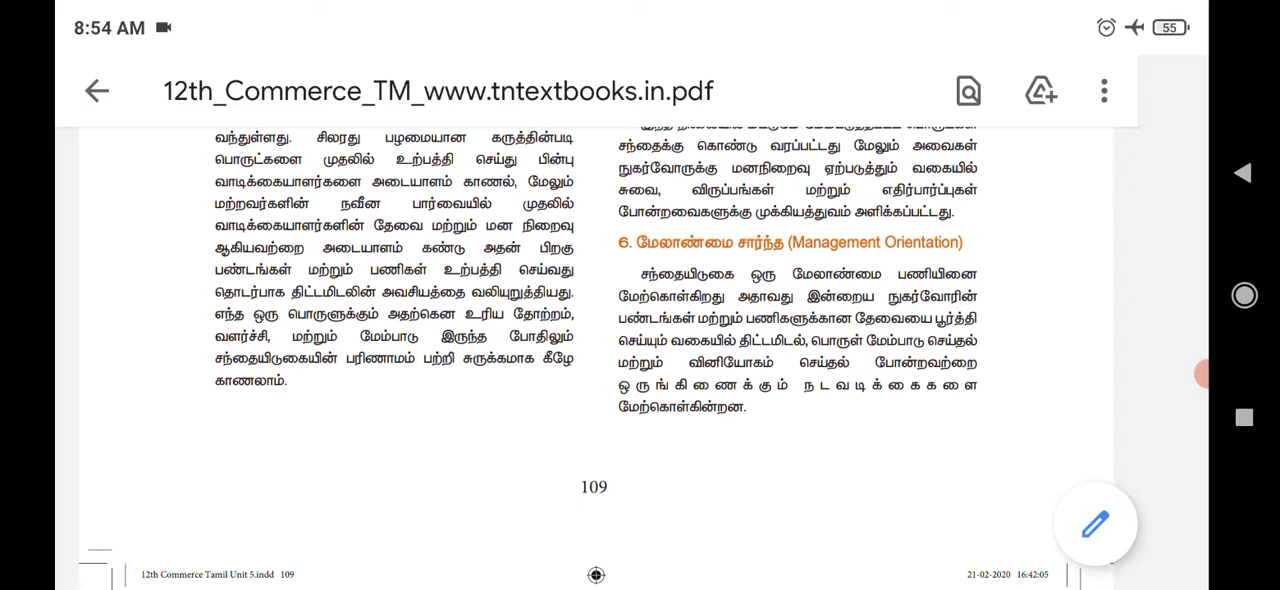 8:54 AM
55
12th_Commerce_TM_www.tntextbooks.in.pdf
வந்துள்ளது. சிலரது பழமையான கருத்தின்படி
பொருட்களை முதலில் உற்பத்தி செய்து பின்பு
வாடிக்கையாளர்களை அடையாளம் காணல், மேலும்
மற்றவர்களின் நவீன பார்வையில் முதலில்
வாடிக்கையாளர்களின் தேவை மற்றும் மன நிறைவு
ஆகியவற்றை அடையாளம் கண்டு அதன் பிறகு
பண்டங்கள் மற்றும் பணிகள் உற்பத்தி செய்வது
தொடர்பாக திட்டமிடலின் அவசியத்தை வலியுறுத்தியது.
எந்த ஒரு பொருளுக்கும் அதற்கென உரிய தோற்றம்,
வளர்ச்சி, மற்றும் மேம்பாடு இருந்த போதிலும்
சந்தையிடுகையின் பரிணாமம் பற்றி சுருக்கமாக கீழே
காணலாம்.
சந்தைக்கு கொண்டு வரப்பட்டது மேலும் அவைகள்
நுகர்வோருக்கு மனநிறைவு ஏற்படுத்தும் வகையில்
சுவை, விருப்பங்கள் மற்றும் எதிர்பார்ப்புகள்
போன்றவைகளுக்கு முக்கியத்துவம் அளிக்கப்பட்டது.
6. மேலாண்மை சார்ந்த (Management Orientation)
சந்தையிடுகை ஒரு மேலாண்மை பணியினை
மேற்கொள்கிறது அதாவது இன்றைய நுகர்வோரின்
பண்டங்கள் மற்றும் பணிகளுக்கான தேவையை பூர்த்தி
செய்யும் வகையில் திட்டமிடல், பொருள் மேம்பாடு செய்தல்
மற்றும் வினியோகம் செய்தல் போன்றவற்றை
ஒருங்கிணைக்கும் நடவடிக்கைகளை
மேற்கொள்கின்றன.
109
12th Commerce Tamil Unit 5.indd 109
21-02-2020 16:42:05